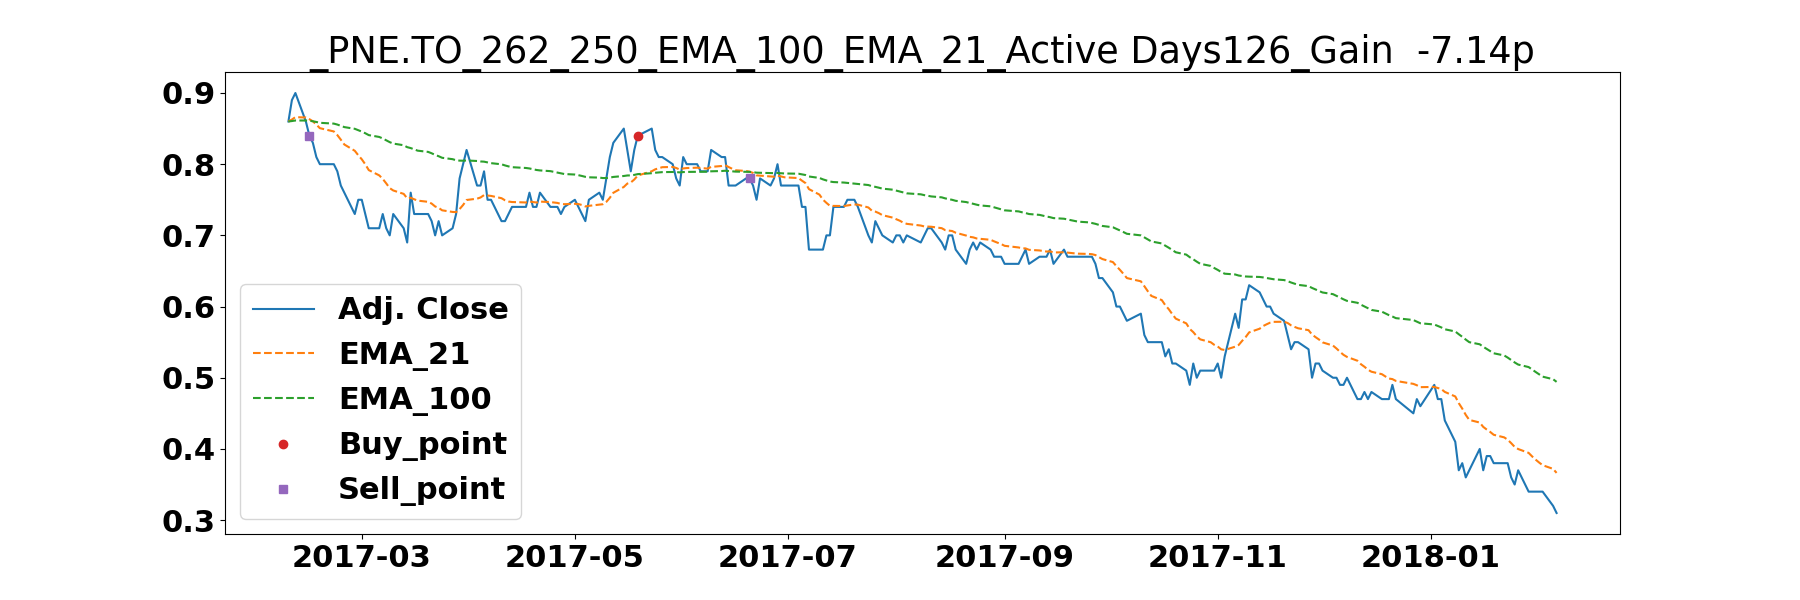 _PNE.TO_262_250_EMA_100_EMA_21_Active Days126_Gain  -7.14p
0.9
0.8
0.7
0.6
0.5
0.4
0.3
Adj. Close
EMA_21
EMA_100
Buy_point
Sell_point
2017-03 2017-05 2017-07 2017-09 2017-11 2018-01